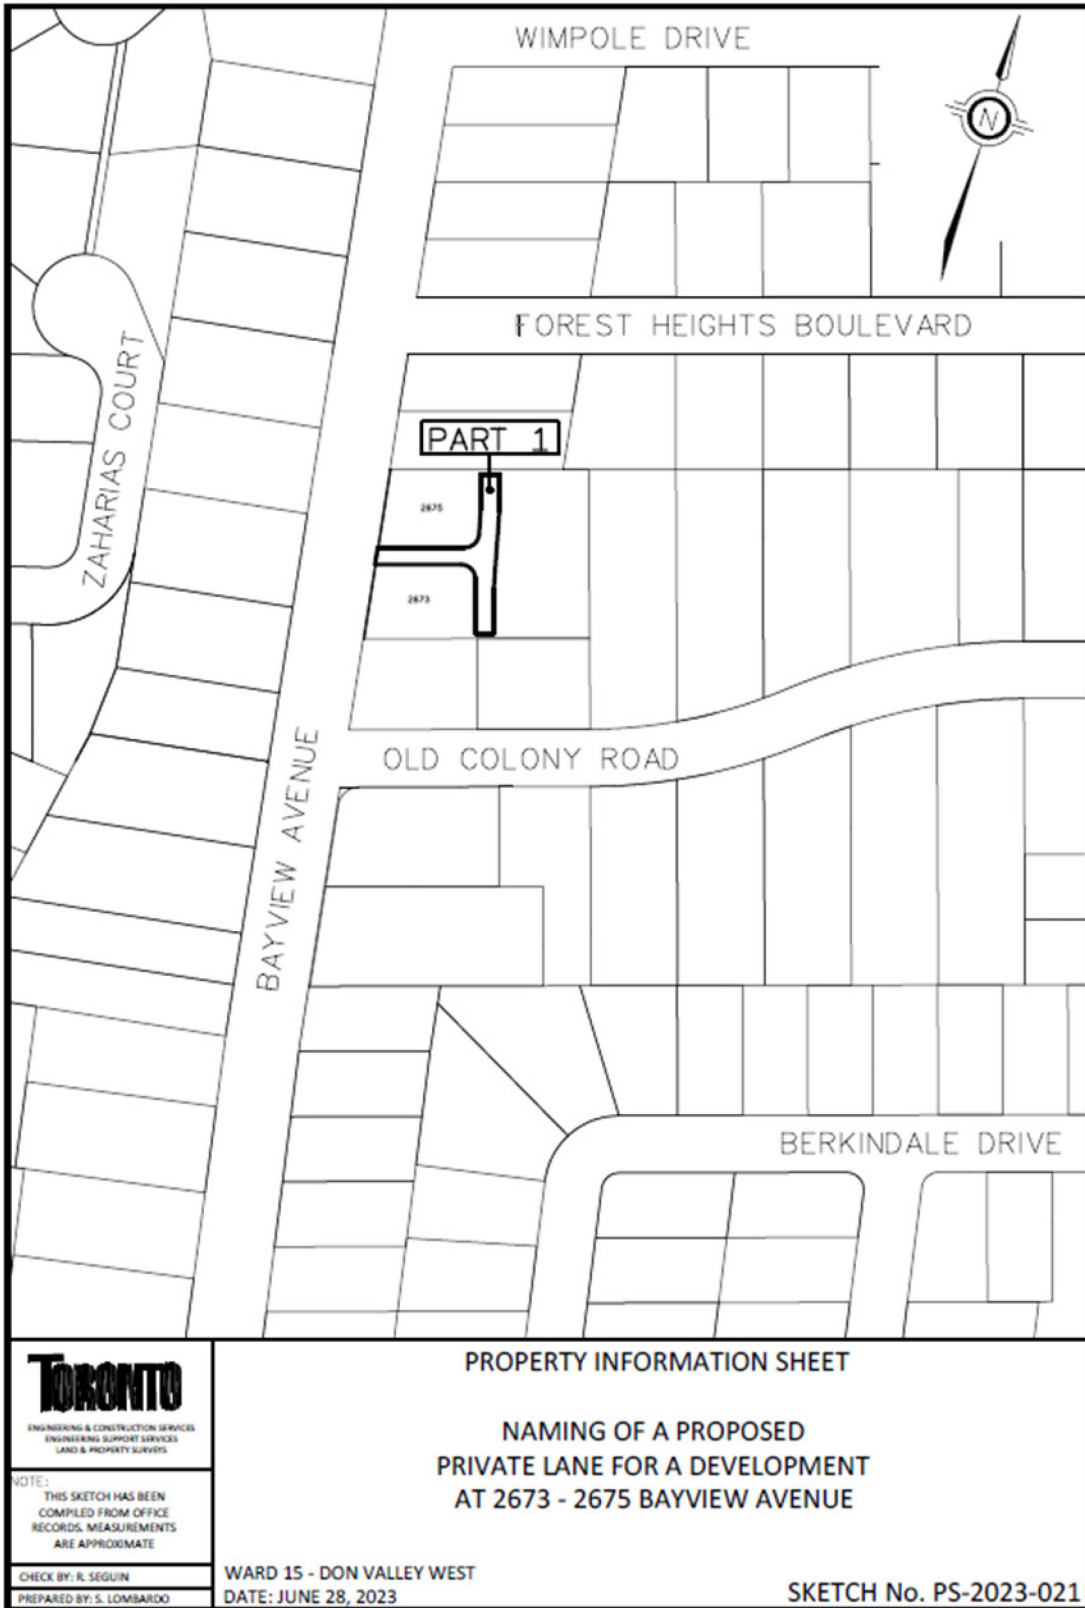 WIMPOLE DRIVE
N
FOREST HEIGHTS BOULEVARD
ZAHARIAS COURT
PART 1
2675
2673
OLD COLONY ROAD
BAYVIEW AVENUE
BERKINDALE DRIVE
TORONTO
ENGINEERING & CONSTRUCTION SERVICES
ENGINEERING SUPPORT SERVICES
LAND & PROPERTY SURVEYS
NOTE:
THIS SKETCH HAS BEEN
COMPILED FROM OFFICE
RECORDS. MEASUREMENTS
ARE APPROXIMATE
CHECK BY: R. SEGUIN
PREPARED BY: S. LOMBARDO
PROPERTY INFORMATION SHEET
NAMING OF A PROPOSED
PRIVATE LANE FOR A DEVELOPMENT
AT 2673 - 2675 BAYVIEW AVENUE
WARD 15 - DON VALLEY WEST
DATE: JUNE 28, 2023
SKETCH No. PS-2023-021